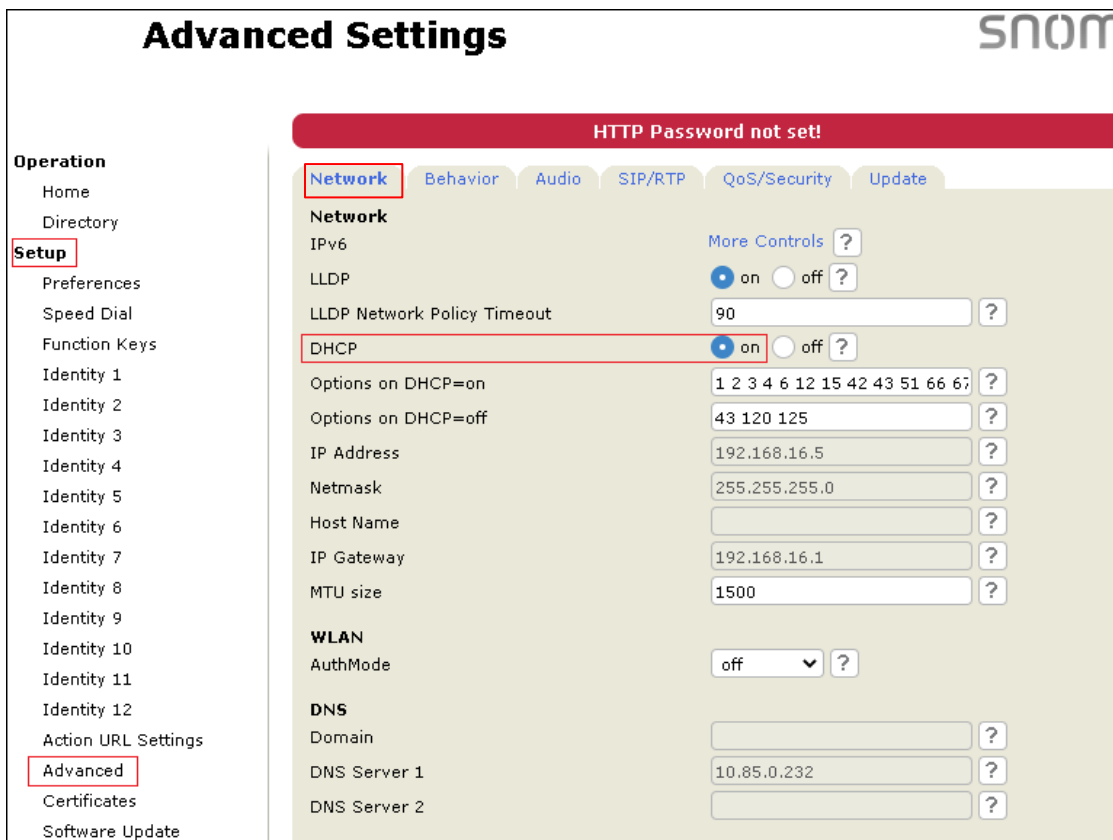 Advanced Settings
snom
HTTP Password not set!
Operation
Home
Directory
Setup
Preferences
Speed Dial
Function Keys
Identity 1
Identity 2
Identity 3
Identity 4
Identity 5
Identity 6
Identity 7
Identity 8
Identity 9
Identity 10
Identity 11
Identity 12
Action URL Settings
Advanced
Certificates
Software Update
Network Behavior Audio SIP/RTP QoS/Security Update
Network
IPv6 More Controls ?
LLDP on off ?
LLDP Network Policy Timeout 90 ?
DHCP on off ?
Options on DHCP=on 1 2 3 4 6 12 15 42 43 51 66 67 ?
Options on DHCP=off 43 120 125 ?
IP Address 192.168.16.5 ?
Netmask 255.255.255.0 ?
Host Name ?
IP Gateway 192.168.16.1 ?
MTU size 1500 ?
WLAN
AuthMode off ?
DNS
Domain ?
DNS Server 1 10.85.0.232 ?
DNS Server 2 ?